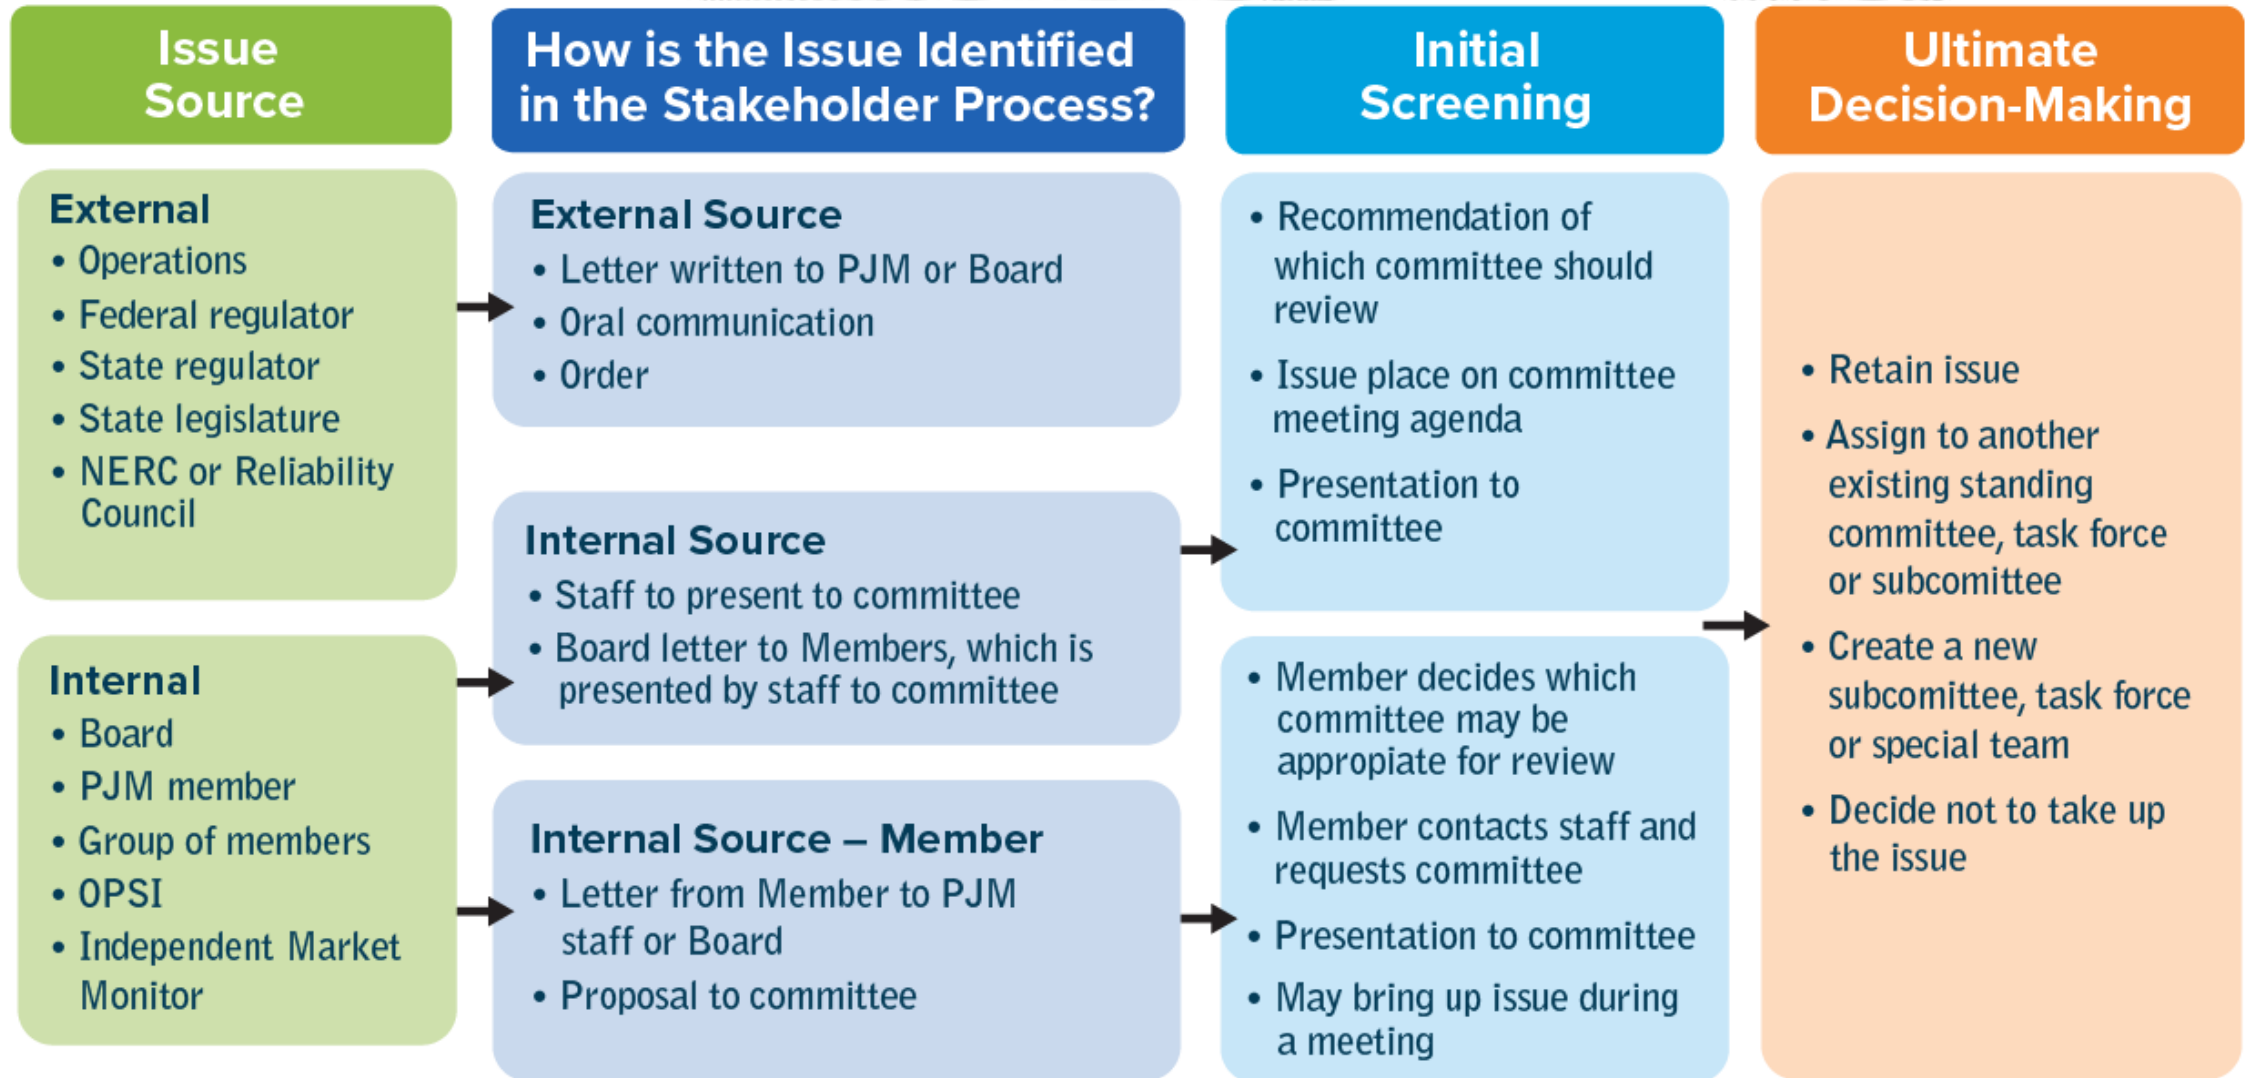 Issue
Source
How is the Issue Identified
in the Stakeholder Process?
Initial
Screening
Ultimate
Decision-Making
External
• Operations
• Federal regulator
• State regulator
• State legislature
• NERC or Reliability
Council
Internal
• Board
• PJM member
• Group of members
• OPSI
• Independent Market
Monitor
External Source
• Letter written to PJM or Board
• Oral communication
• Order
Internal Source
• Staff to present to committee
• Board letter to Members, which is
presented by staff to committee
Internal Source – Member
• Letter from Member to PJM
staff or Board
• Proposal to committee
• Recommendation of
which committee should
review
• Issue place on committee
meeting agenda
• Presentation to
committee
• Member decides which
committee may be
appropiate for review
• Member contacts staff and
requests committee
• Presentation to committee
• May bring up issue during
a meeting
• Retain issue
• Assign to another
existing standing
committee, task force
or subcomittee
• Create a new
subcomittee, task force
or special team
• Decide not to take up
the issue